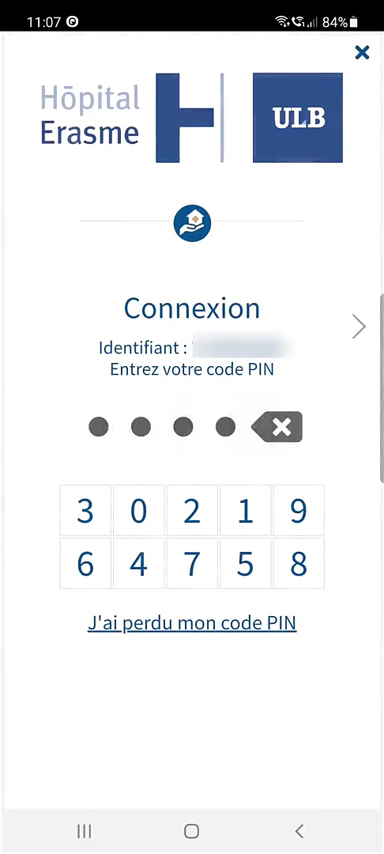 11:07 84%
Hōpital
Erasme
ULB
Connexion
Identifiant :
Entrez votre code PIN
3 0 2 1 9
6 4 7 5 8
J'ai perdu mon code PIN